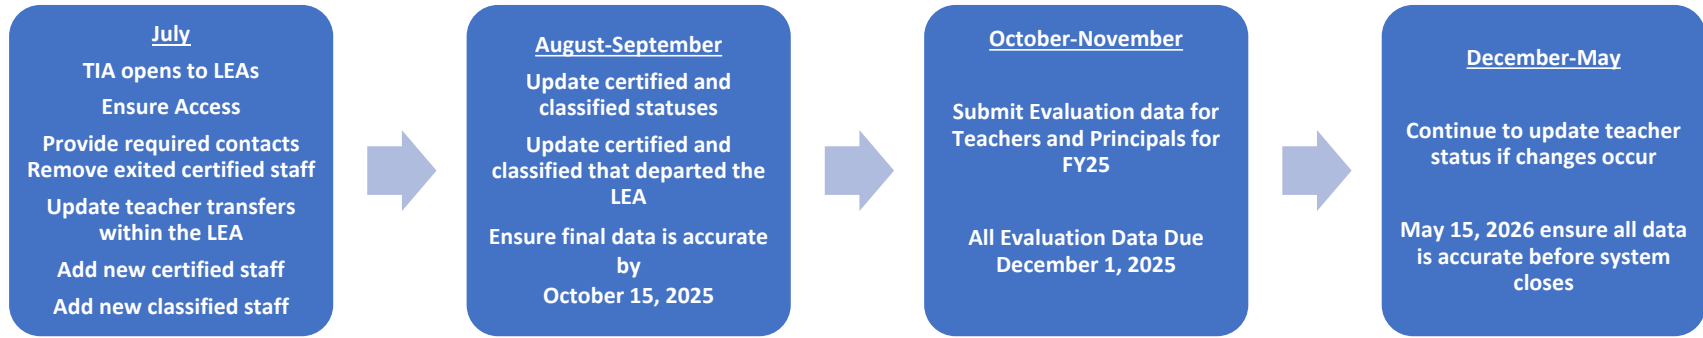 July
TIA opens to LEAs
Ensure Access
Provide required contacts
Remove exited certified staff
Update teacher transfers
within the LEA
Add new certified staff
Add new classified staff
August-September
Update certified and
classified statuses
Update certified and
classified that departed the
LEA
Ensure final data is accurate
by
October 15, 2025
October-November
Submit Evaluation data for
Teachers and Principals for
FY25
All Evaluation Data Due
December 1, 2025
December-May
Continue to update teacher
status if changes occur
May 15, 2026 ensure all data
is accurate before system
closes